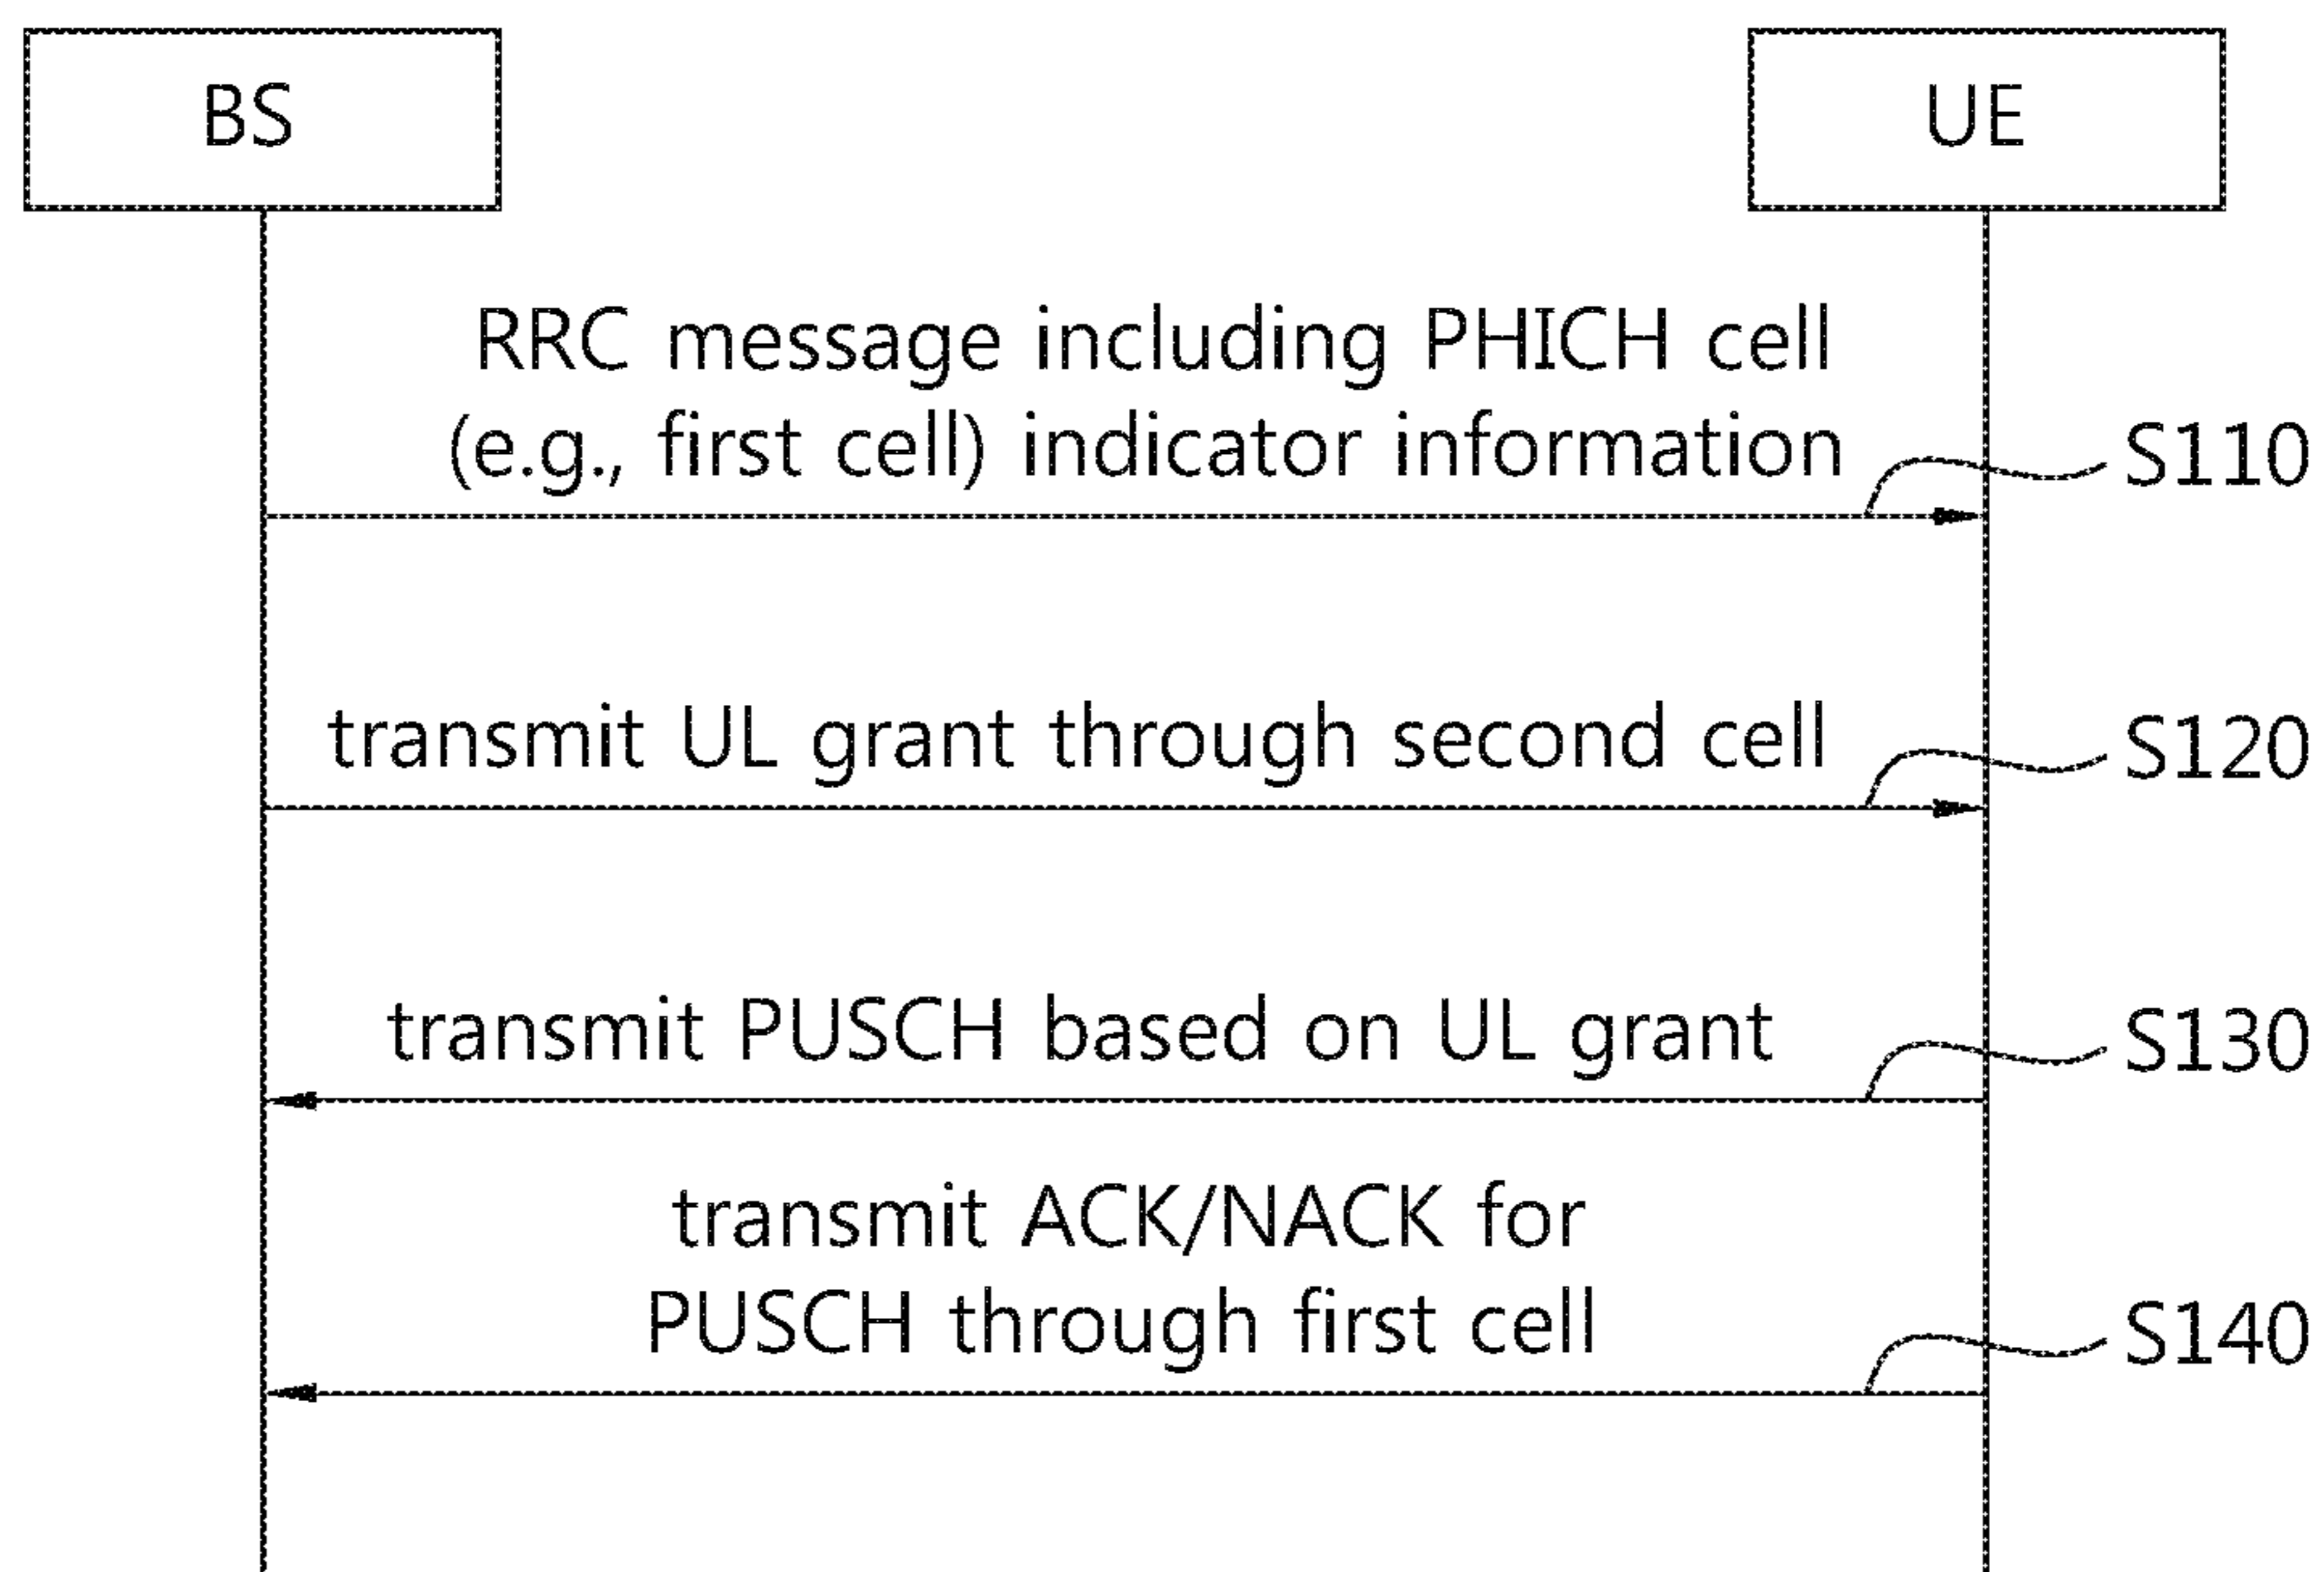 BS
UE
RRC message including PHICH cell
(e.g., first cell) indicator information
S110
transmit UL grant through second cell
S120
transmit PUSCH based on UL grant
S130
transmit ACK/NACK for
PUSCH through first cell
S140